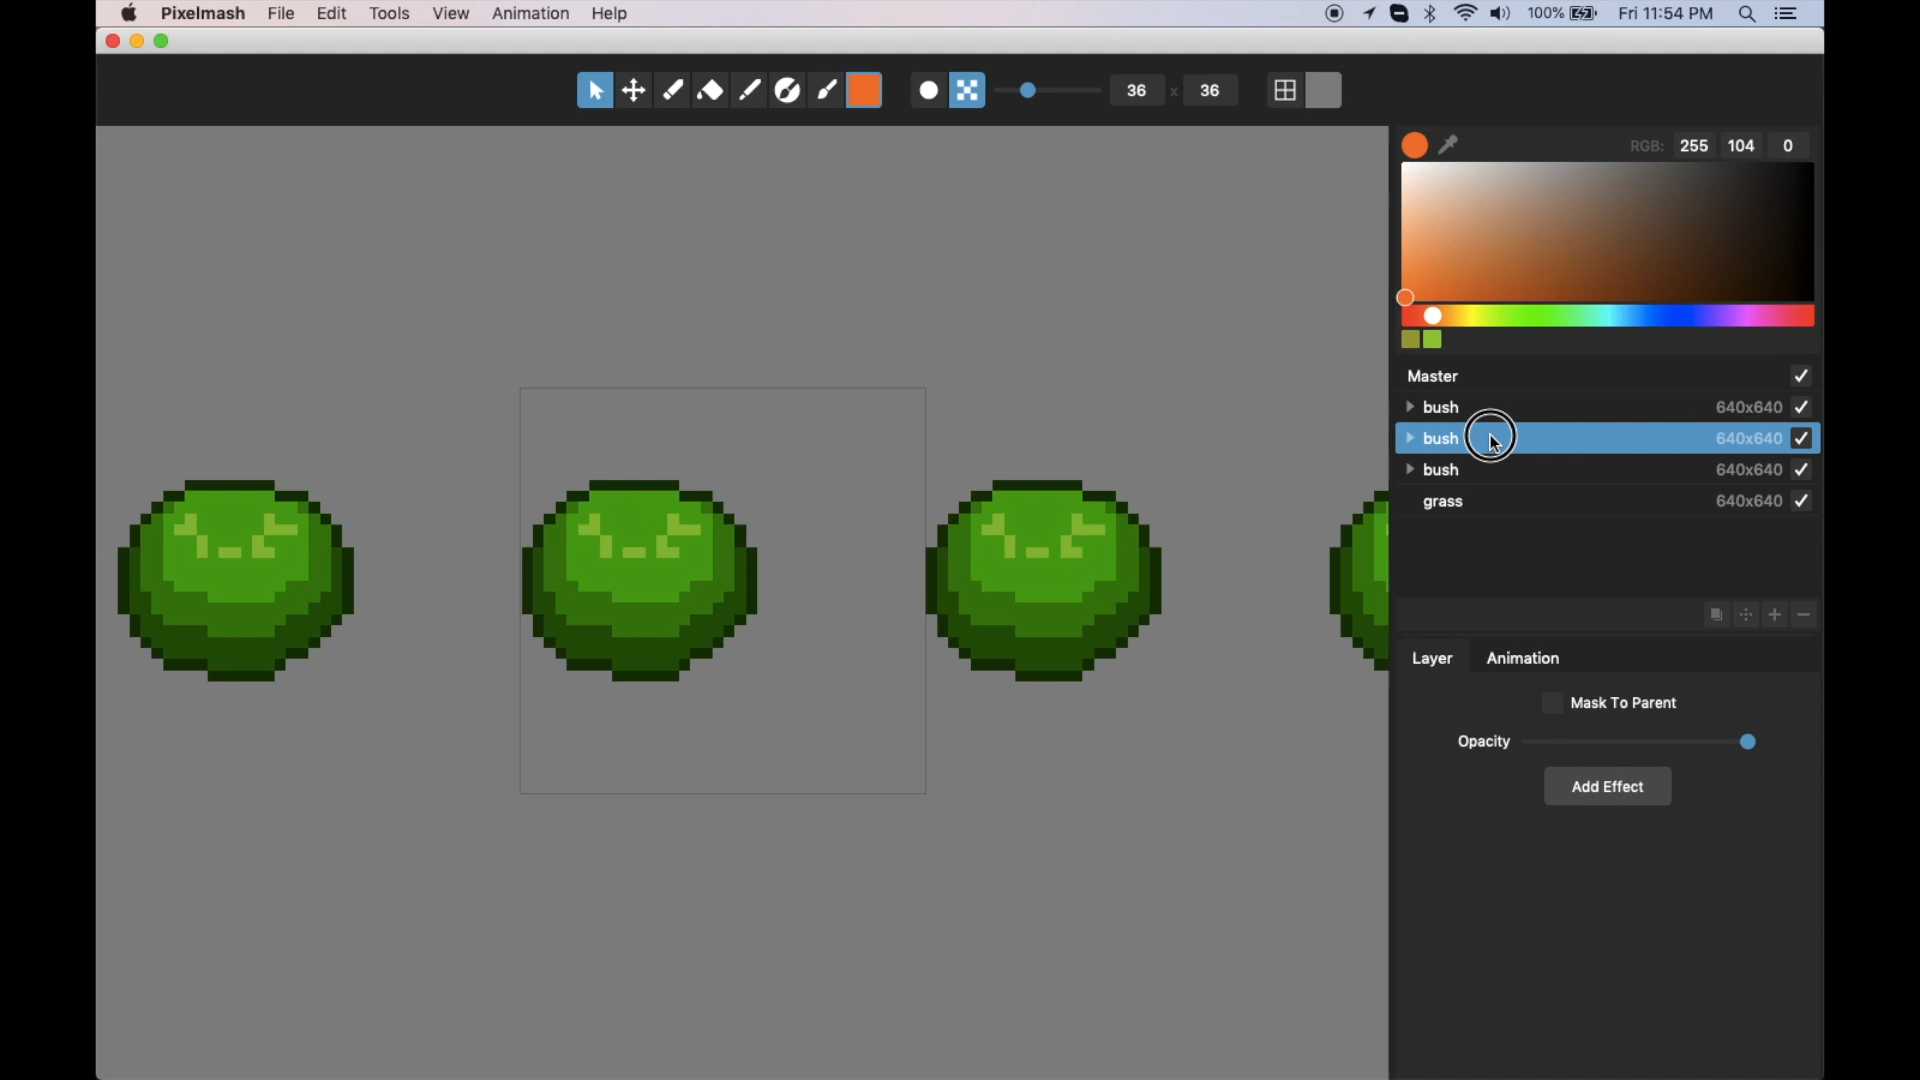 Pixelmash File Edit Tools View Animation Help 100% Fri 11:54 PM
36 x 36
RGB: 255 104 0
Master
bush 640x640
bush 640x640
bush 640x640
grass 640x640
Layer Animation
Mask To Parent
Opacity
Add Effect